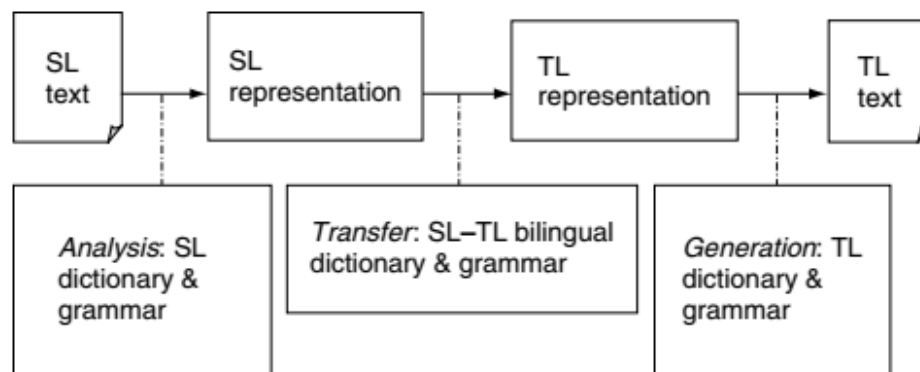 SL
text
SL
representation
TL
representation
TL
text
Analysis: SL
dictionary &
grammar
Transfer: SL–TL bilingual
dictionary & grammar
Generation: TL
dictionary &
grammar